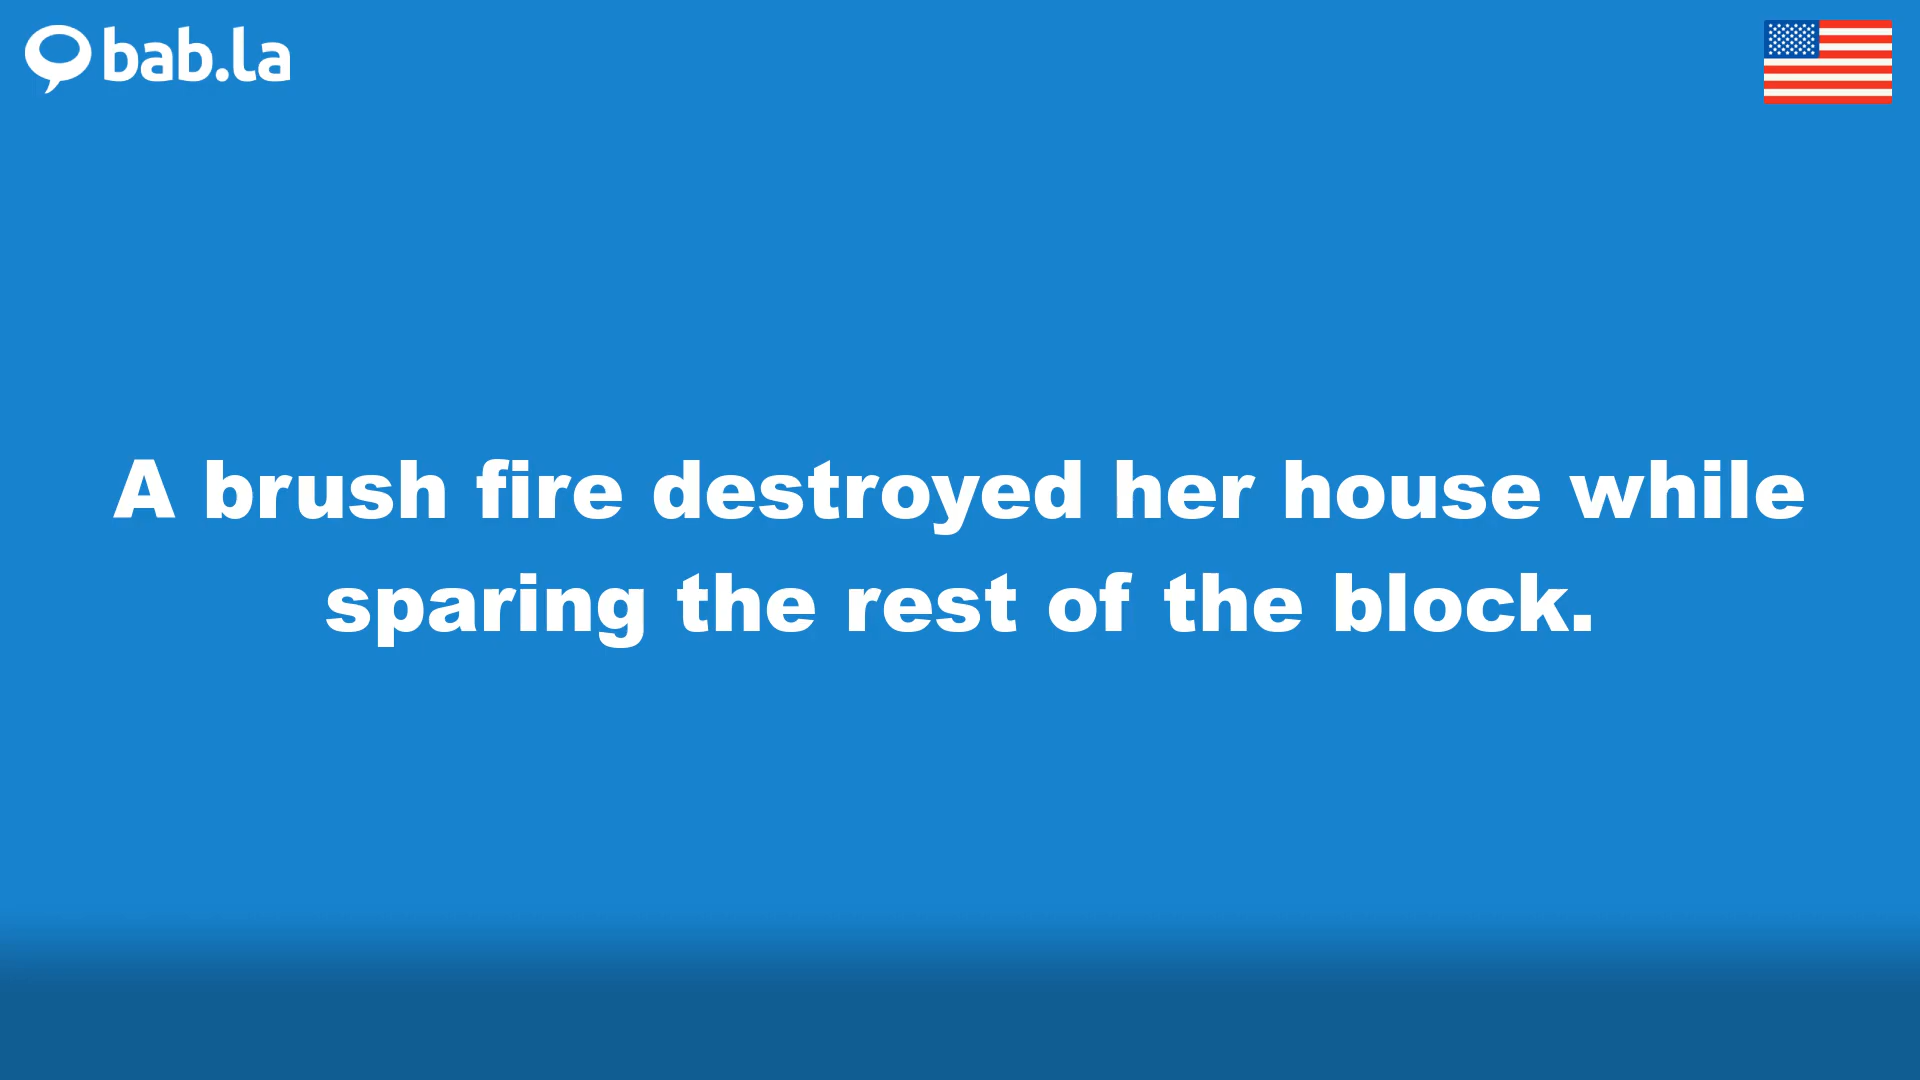 bab.la
A brush fire destroyed her house while
sparing the rest of the block.